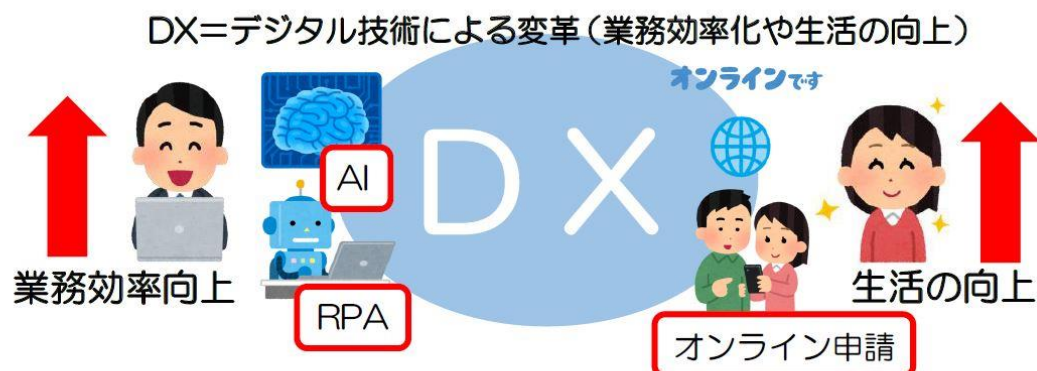 DX=デジタル技術による変革(業務効率化や生活の向上)
オンラインです
DX
AI
RPA
業務効率向上
生活の向上
オンライン申請